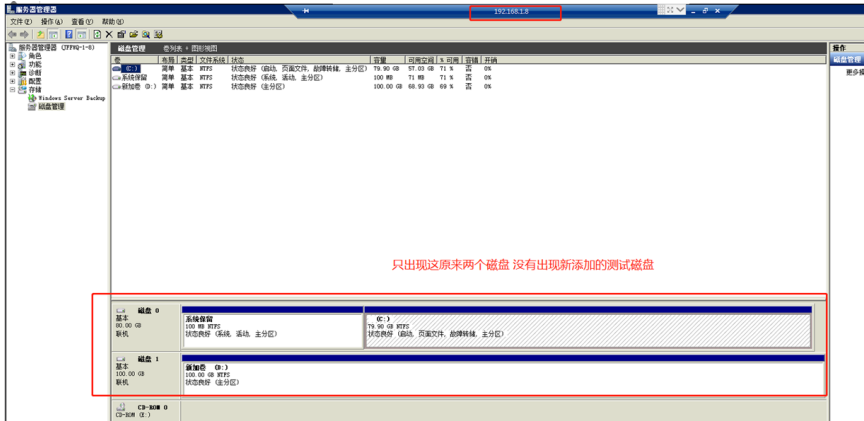 服务器管理器
192.168.1.8
文件(F) 操作(A) 查看(V) 帮助(H)
服务器管理器 (JFPWQ-1-8)
角色
功能
诊断
配置
存储
Windows Server Backup
磁盘管理
磁盘管理 卷列表 + 图形视图
卷 布局 类型 文件系统 状态 容量 可用空间 % 可用 容错 开销
(C:) 简单 基本 NTFS 状态良好 (启动, 页面文件, 故障转储, 主分区) 79.90 GB 57.03 GB 71 % 否 0%
系统保留 简单 基本 NTFS 状态良好 (系统, 活动, 主分区) 100 MB 71 MB 71 % 否 0%
新加卷 (D:) 简单 基本 NTFS 状态良好 (主分区) 100.00 GB 68.93 GB 69 % 否 0%
操作
磁盘管理
更多操
只出现这原来两个磁盘 没有出现新添加的测试磁盘
磁盘 0
基本
00.00 GB
联机
系统保留
100 MB NTFS
状态良好 (系统, 活动, 主分区)
(C:)
79.90 GB NTFS
状态良好 (启动, 页面文件, 故障转储, 主分区)
磁盘 1
基本
100.00 GB
联机
新加卷 (D:)
100.00 GB NTFS
状态良好 (主分区)
CD-ROM 0
CD-ROM (E:)